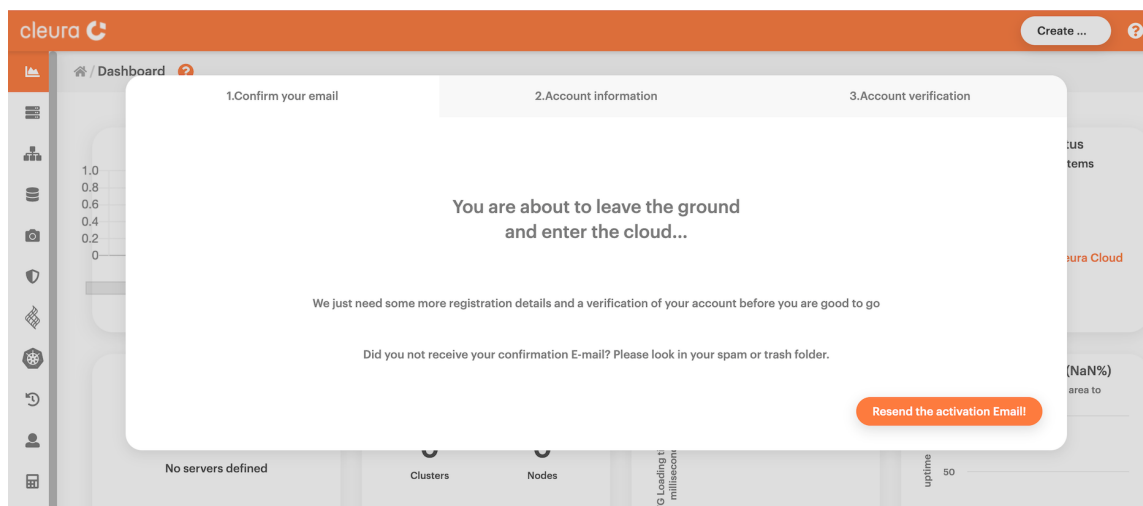 cleura
Create ...
?
/ Dashboard ?
1.Confirm your email
2.Account information
3.Account verification
1.0
0.8
0.6
0.4
0.2
0
You are about to leave the ground
and enter the cloud...
We just need some more registration details and a verification of your account before you are good to go
Did you not receive your confirmation E-mail? Please look in your spam or trash folder.
Resend the activation Email!
Cloud
(NaN%)
area to
No servers defined
Clusters
Nodes
G Loading
uptime
50